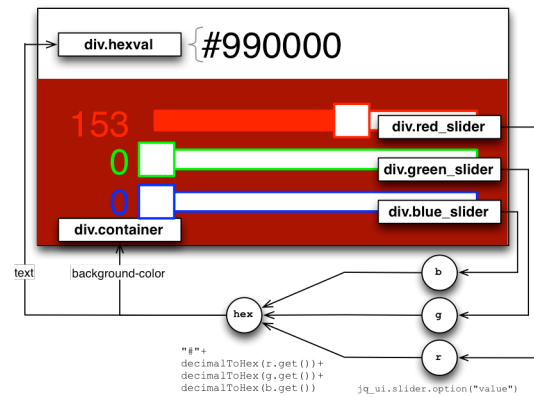 div.hexval
#990000
153
div.red_slider
0
div.green_slider
0
div.blue_slider
div.container
text
background-color
b
hex
g
r
"#"+
decimalToHex(r.get())+
decimalToHex(g.get())+
decimalToHex(b.get())
jq_ui.slider.option("value")